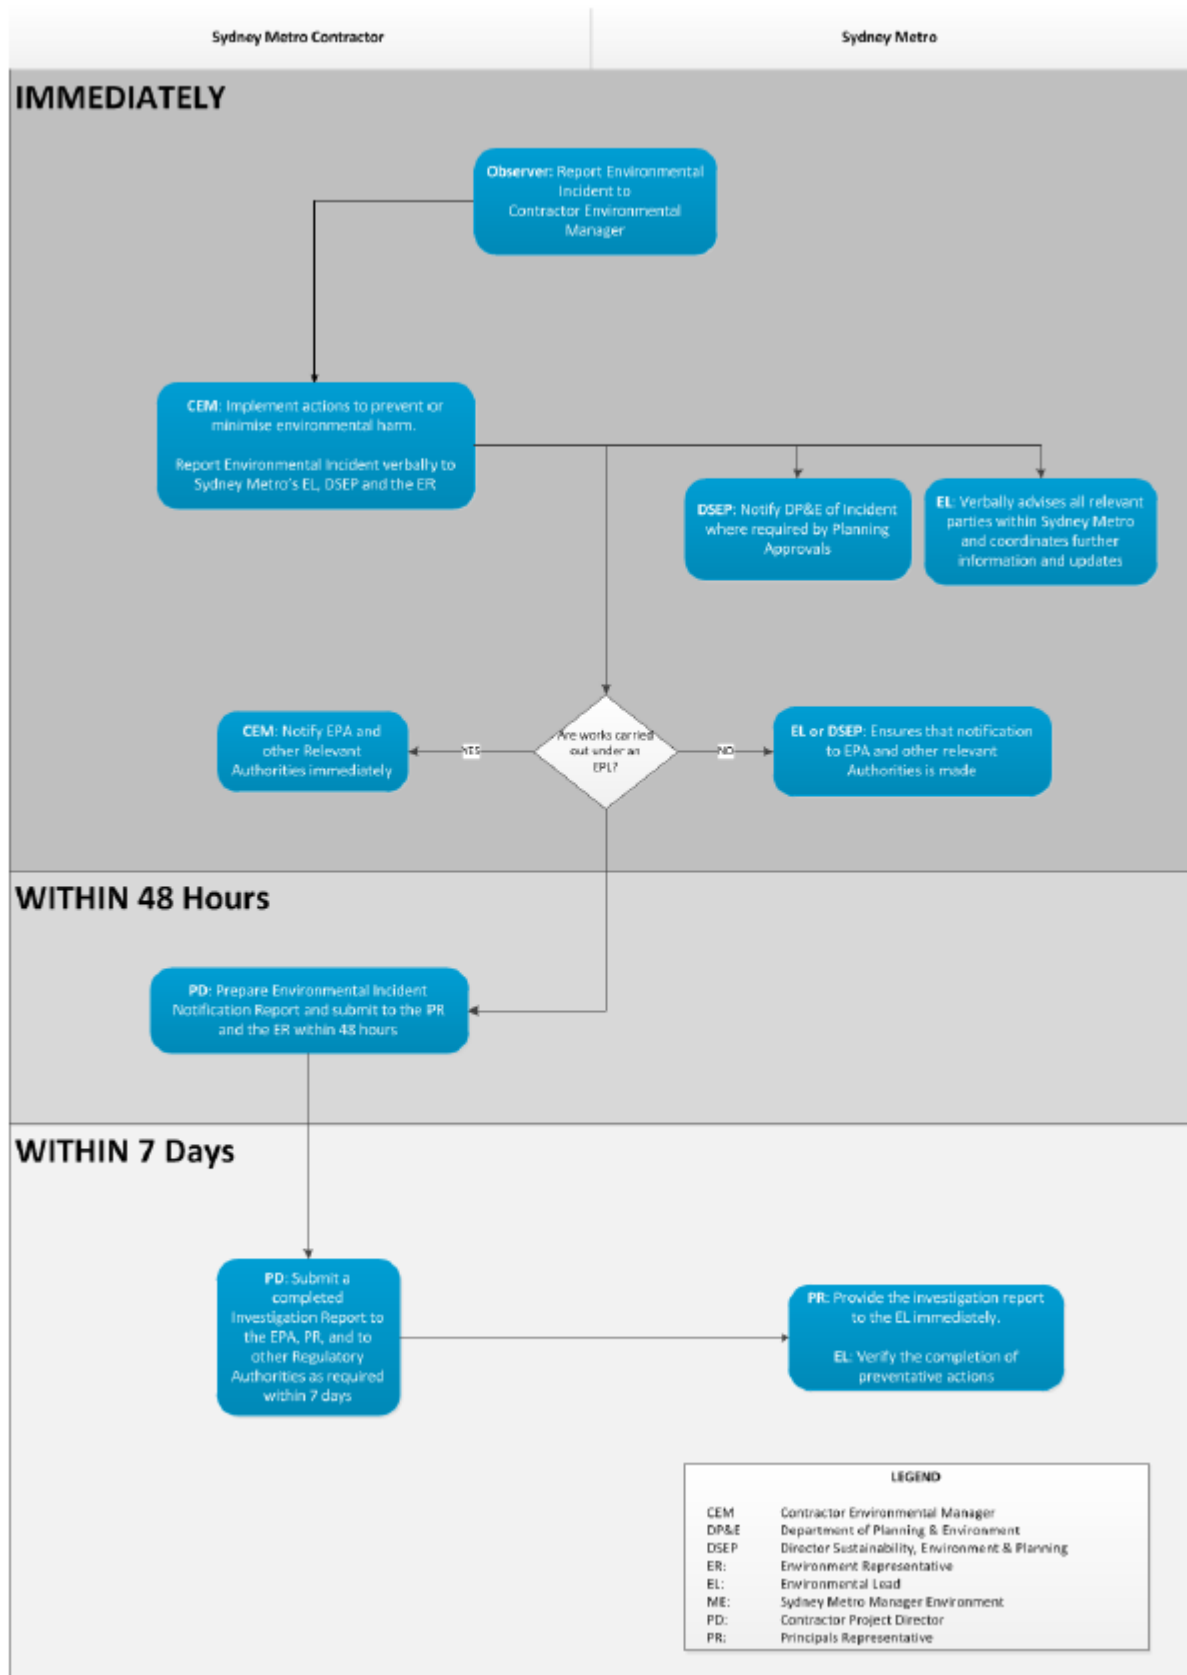 Sydney Metro Contractor
Sydney Metro
IMMEDIATELY
Observer: Report Environmental
Incident to
Contractor Environmental
Manager
CEM: Implement actions to prevent or
minimise environmental harm.
Report Environmental Incident verbally to
Sydney Metro's EL, DSEP and the ER
DSEP: Notify DP&E of Incident
where required by Planning
Approvals
EL: Verbally advises all relevant
parties within Sydney Metro
and coordinates further
information and updates
CEM: Notify EPA and
other Relevant
Authorities immediately
YES
Are works carried
out under an
EPL?
NO
EL or DSEP: Ensures that notification
to EPA and other relevant
Authorities is made
WITHIN 48 Hours
PD: Prepare Environmental Incident
Notification Report and submit to the PR
and the ER within 48 hours
WITHIN 7 Days
PD: Submit a
completed
Investigation Report to
the EPA, PR, and to
other Regulatory
Authorities as required
within 7 days
PR: Provide the investigation report
to the EL immediately.
EL: Verify the completion of
preventative actions
LEGEND
CEM Contractor Environmental Manager
DP&E Department of Planning & Environment
DSEP Director Sustainability, Environment & Planning
ER: Environment Representative
EL: Environmental Lead
ME: Sydney Metro Manager Environment
PD: Contractor Project Director
PR: Principals Representative